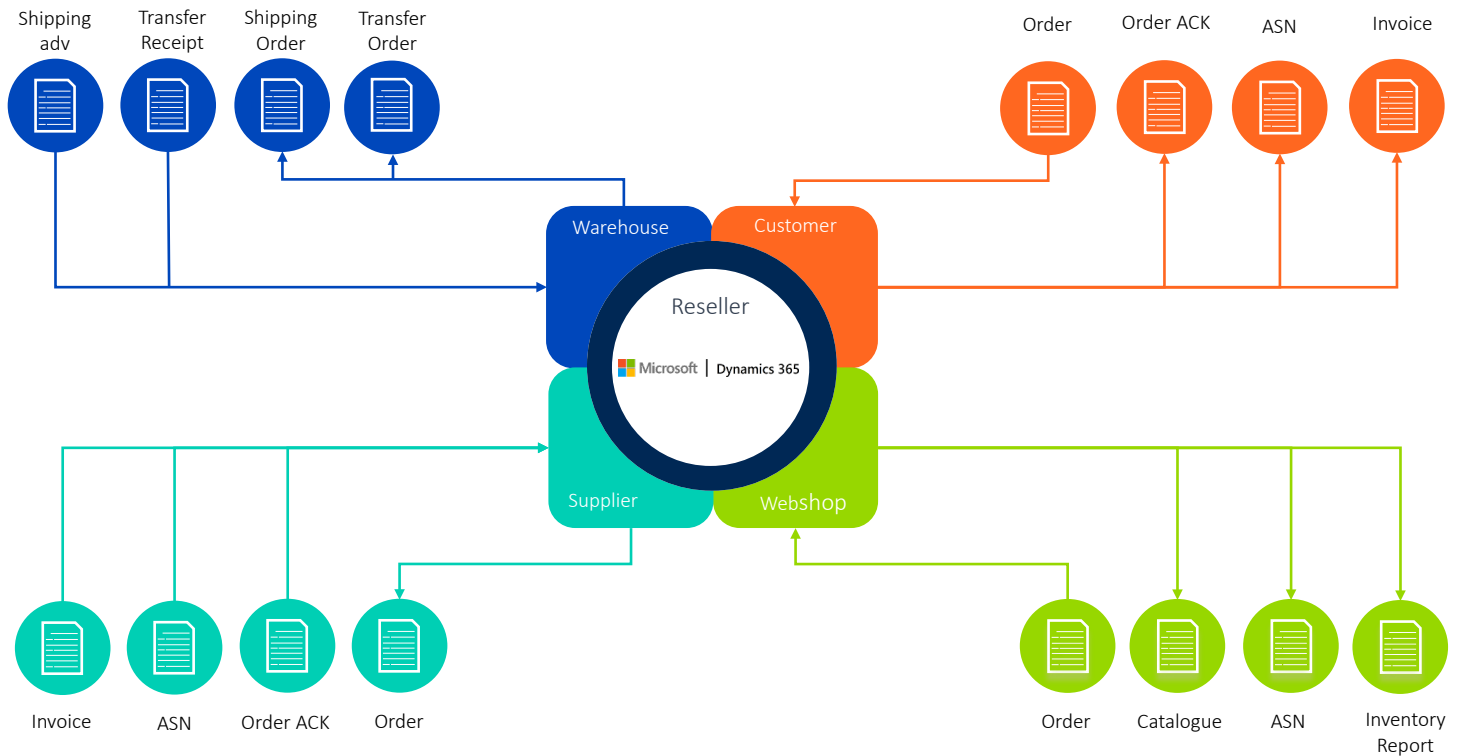 Shipping
adv
Transfer
Receipt
Shipping
Order
Transfer
Order
Order
Order ACK
ASN
Invoice
Warehouse
Customer
Reseller
Microsoft | Dynamics 365
Supplier
Webshop
Invoice
ASN
Order ACK
Order
Order
Catalogue
ASN
Inventory
Report